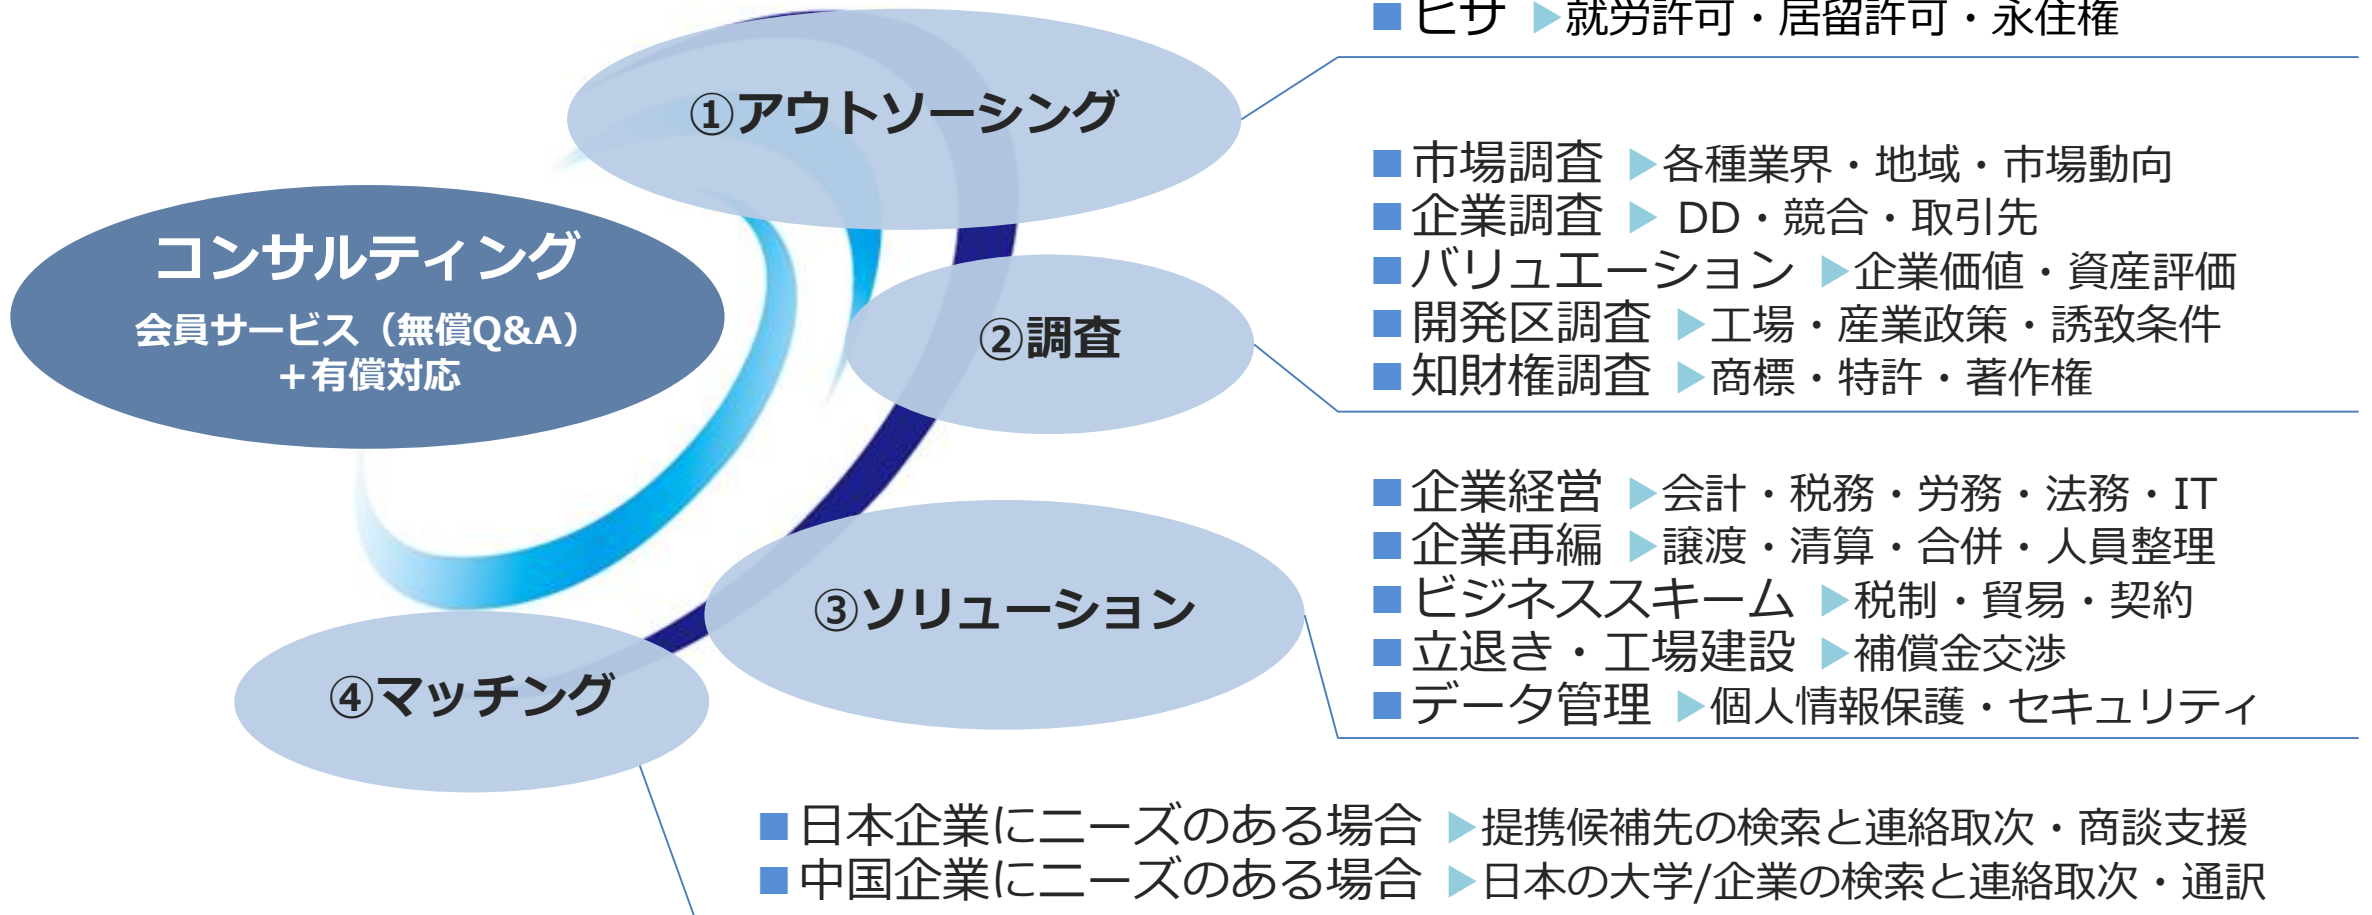 ■ビザ ▶就労許可・居留許可・永住権
①アウトソーシング
■市場調査 ▶各種業界・地域・市場動向
■企業調査 ▶ DD・競合・取引先
■バリュエーション ▶企業価値・資産評価
■開発区調査 ▶工場・産業政策・誘致条件
■知財権調査 ▶商標・特許・著作権
コンサルティング
会員サービス（無償Q&A）
＋有償対応
②調査
■企業経営 ▶会計・税務・労務・法務・IT
■企業再編 ▶譲渡・清算・合併・人員整理
■ビジネススキーム ▶税制・貿易・契約
■立退き・工場建設 ▶補償金交渉
■データ管理 ▶個人情報保護・セキュリティ
③ソリューション
④マッチング
■日本企業にニーズのある場合 ▶提携候補先の検索と連絡取次・商談支援
■中国企業にニーズのある場合 ▶日本の大学/企業の検索と連絡取次・通訳